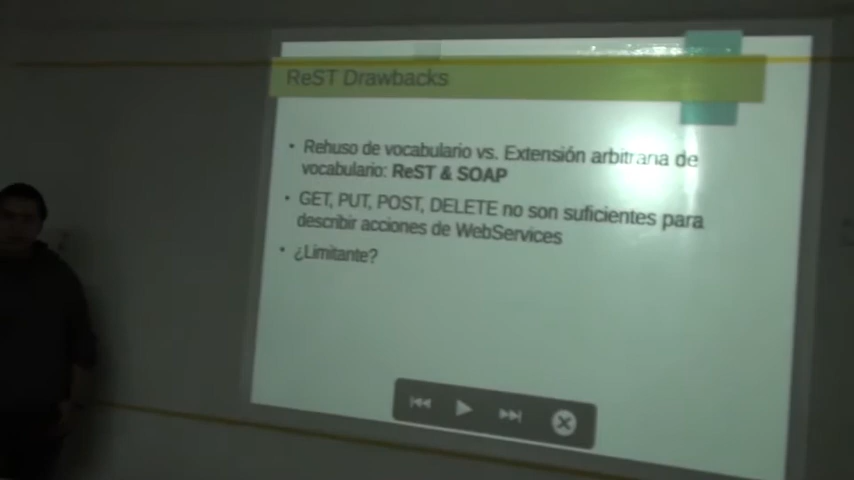 ReST Drawbacks
• Rehuso de vocabulario vs. Extensión arbitraria de
vocabulario: ReST & SOAP
• GET, PUT, POST, DELETE no son suficientes para
describir acciones de WebServices
• ¿Limitante?